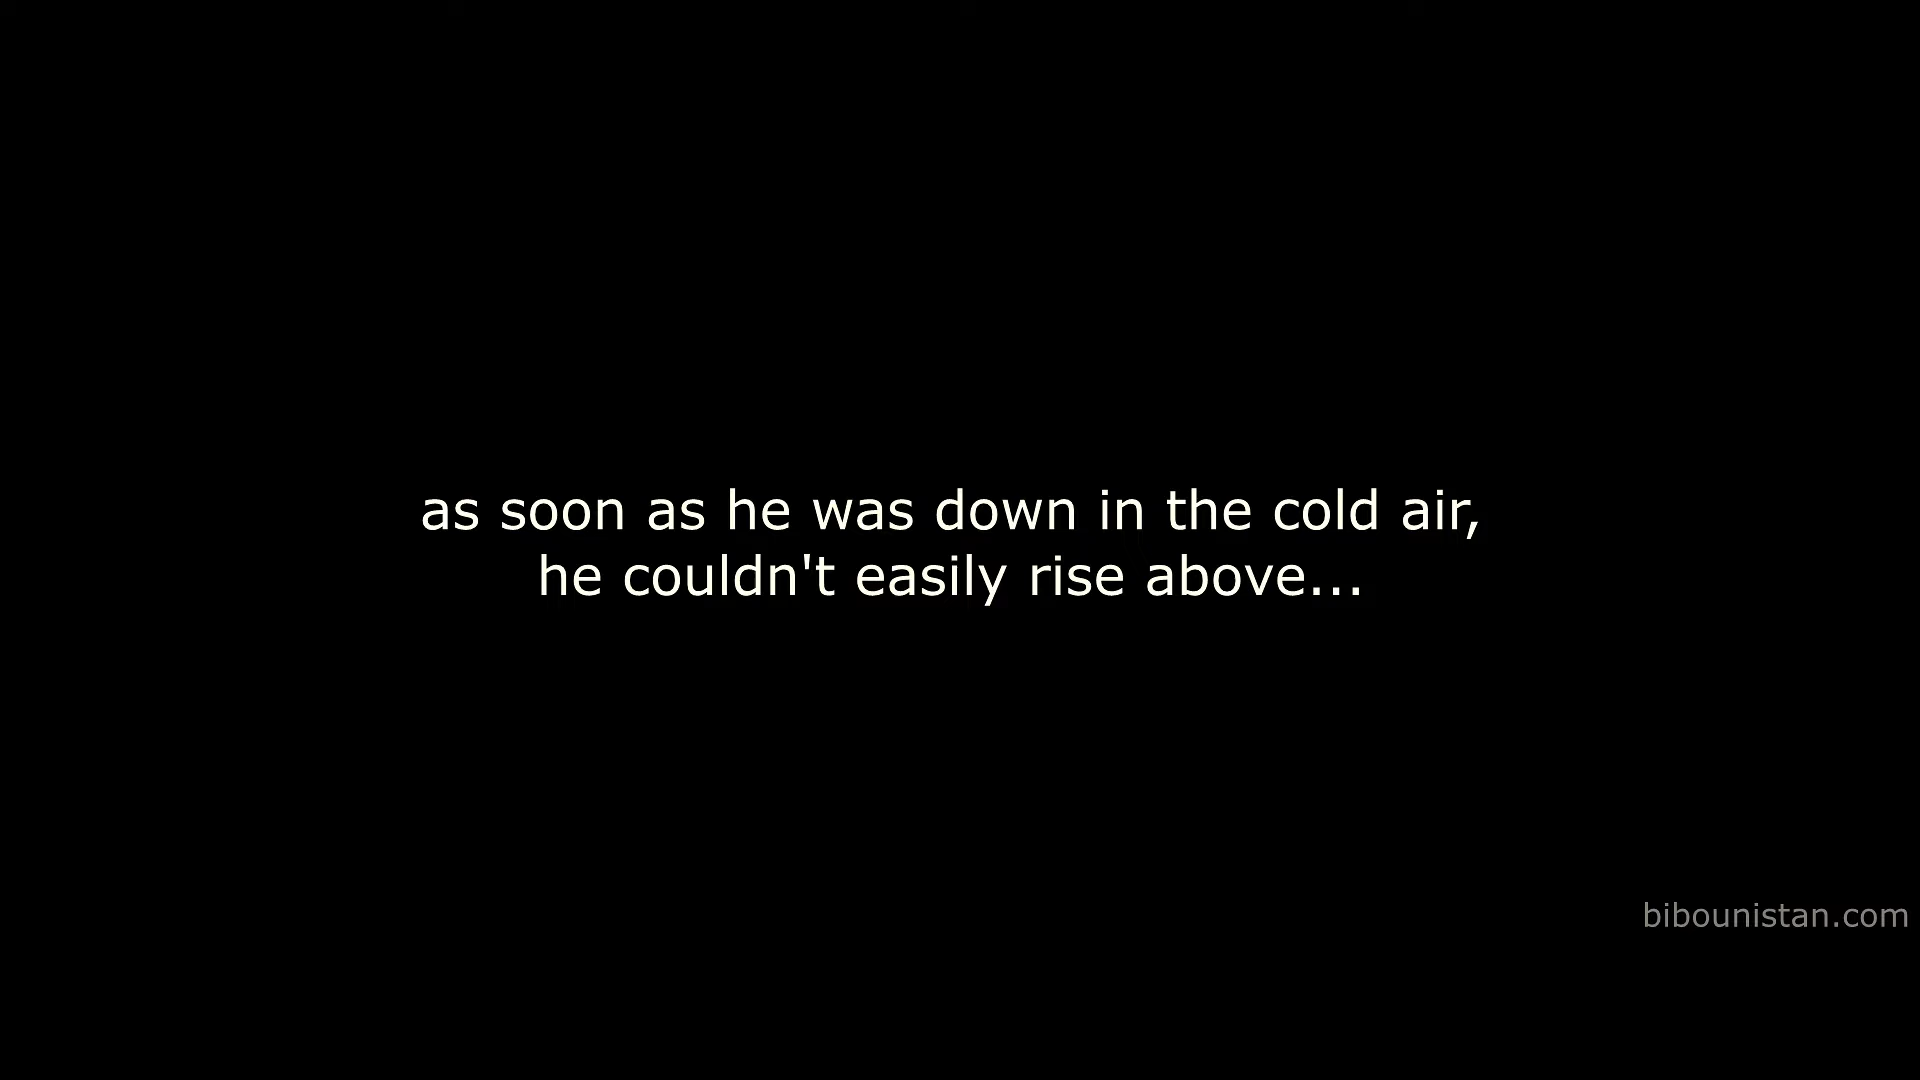 as soon as he was down in the cold air,
he couldn't easily rise above...
bibounistan.com